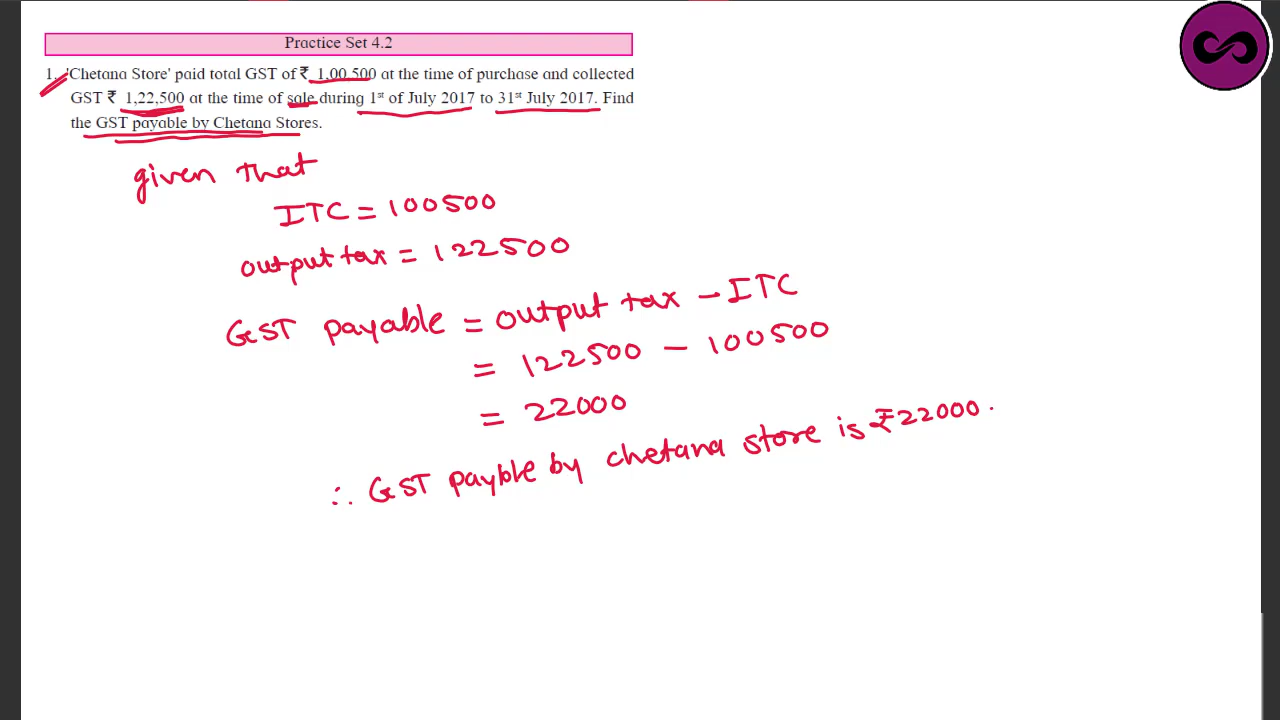 Practice Set 4.2
1. 'Chetana Store' paid total GST of ₹ 1,00,500 at the time of purchase and collected
GST ₹ 1,22,500 at the time of sale during 1st of July 2017 to 31st July 2017. Find
the GST payable by Chetana Stores.
given that
ITC = 100500
output tax = 122500
GST payable = output tax - ITC
= 122500 - 100500
= 22000
∴ GST payble by chetana store is ₹22000.